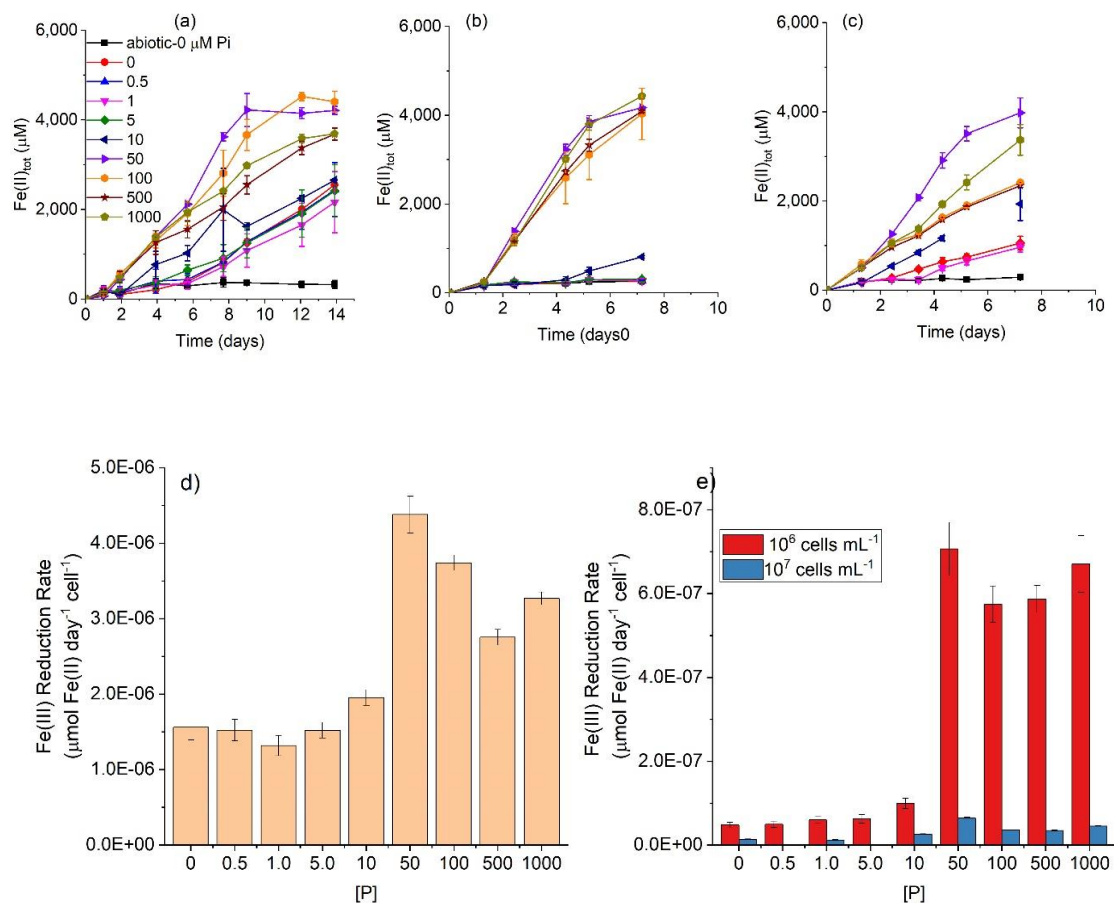 (a)
6,000
4,000
2,000
0
Fe(II)tot (μM)
abiotic-0 μM Pi
0
0.5
1
5
10
50
100
500
1000
0 2 4 6 8 10 12 14
Time (days)
(b)
6,000
4,000
2,000
0
Fe(II)tot (μM)
0 2 4 6 8 10
Time (days0
(c)
6,000
4,000
2,000
0
Fe(II)tot (μM)
0 2 4 6 8 10
Time (days)
d)
5.0E-06
4.0E-06
3.0E-06
2.0E-06
1.0E-06
0.0E+00
Fe(III) Reduction Rate
(μmol Fe(II) day-1 cell-1)
0 0.5 1.0 5.0 10 50 100 500 1000
[P]
e)
8.0E-07
6.0E-07
4.0E-07
2.0E-07
0.0E+00
Fe(III) Reduction Rate
(μmol Fe(II) day-1 cell-1)
10^6 cells mL-1
10^7 cells mL-1
0 0.5 1.0 5.0 10 50 100 500 1000
[P]